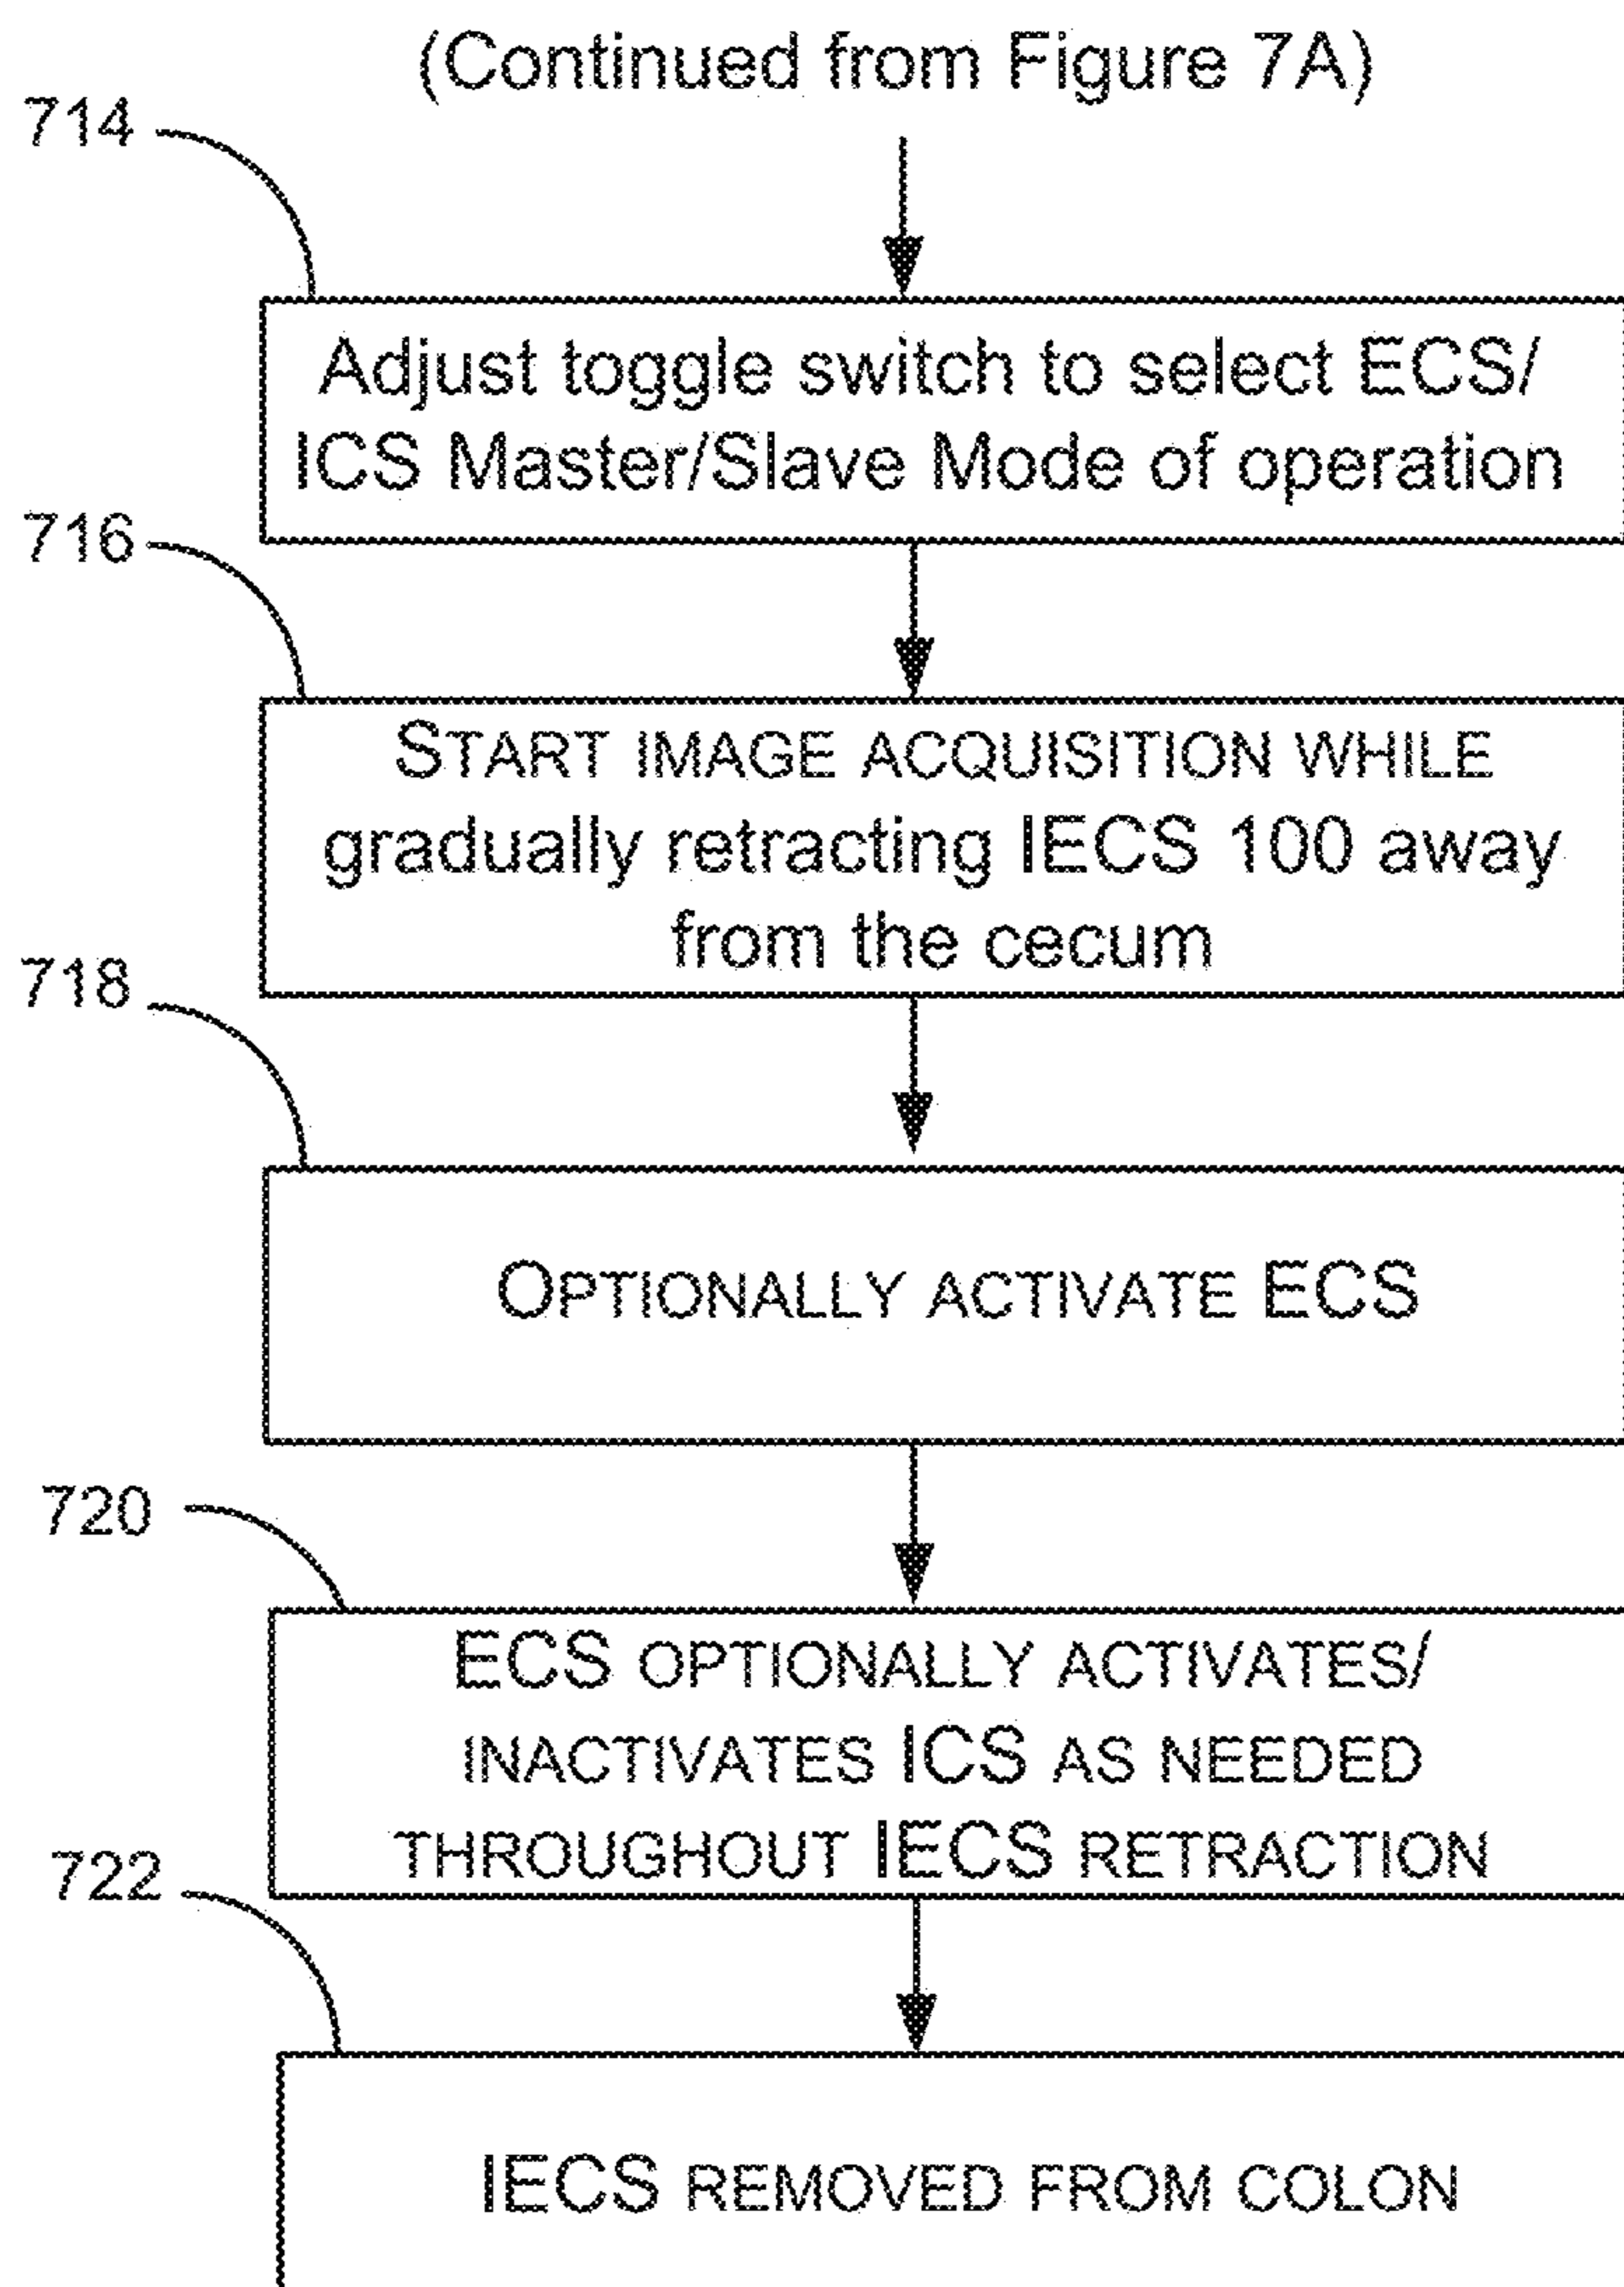 (Continued from Figure 7A)
714
Adjust toggle switch to select ECS/
ICS Master/Slave Mode of operation
716
START IMAGE ACQUISITION WHILE
gradually retracting IECS 100 away
from the cecum
718
OPTIONALLY ACTIVATE ECS
720
ECS OPTIONALLY ACTIVATES/
INACTIVATES ICS AS NEEDED
THROUGHOUT IECS RETRACTION
722
IECS REMOVED FROM COLON